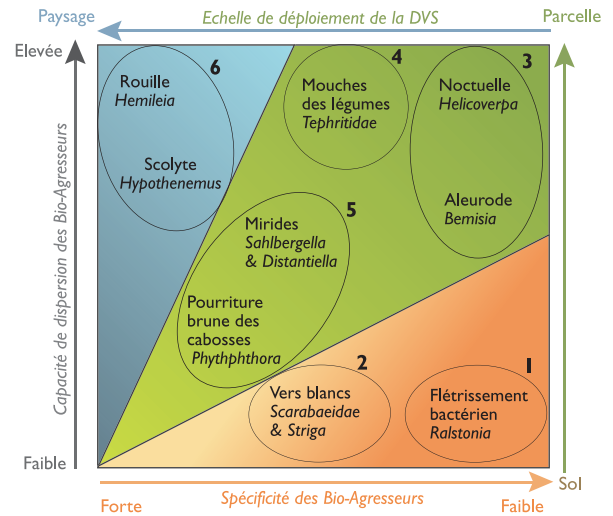 Paysage
Echelle de déploiement de la DVS
Parcelle
Elevée
Capacité de dispersion des Bio-Agresseurs
Faible
6
Rouille
Hemileia
Scolyte
Hypothenemus
4
Mouches
des légumes
Tephritidae
3
Noctuelle
Helicoverpa
Aleurode
Bemisia
5
Mirides
Sahlbergella
& Distantiella
Pourriture
brune des
cabosses
Phythphthora
2
Vers blancs
Scarabaeidae
& Striga
1
Flétrissement
bactérien
Ralstonia
Sol
Forte
Spécificité des Bio-Agresseurs
Faible